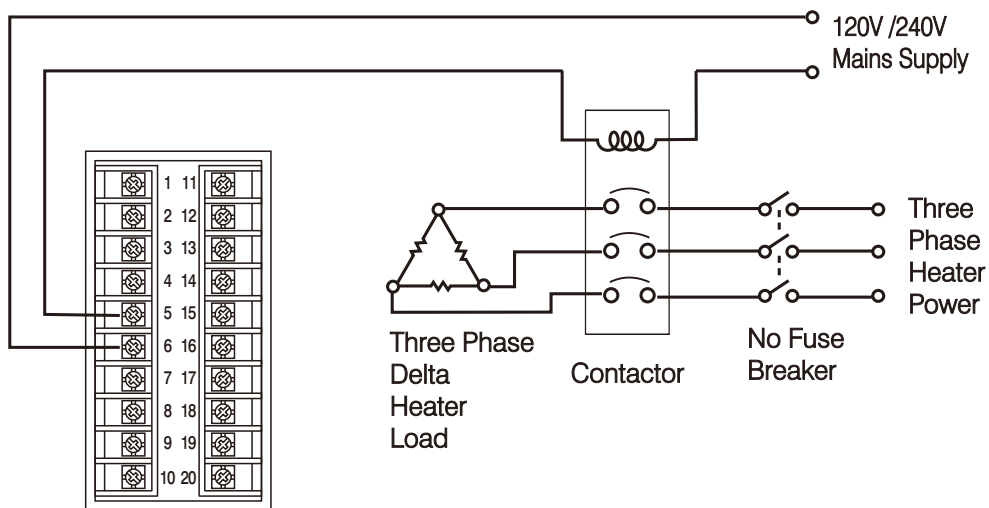 120V /240V
Mains Supply
1 11
2 12
3 13
4 14
5 15
6 16
7 17
8 18
9 19
10 20
Three Phase
Delta
Heater
Load
Contactor
No Fuse
Breaker
Three
Phase
Heater
Power